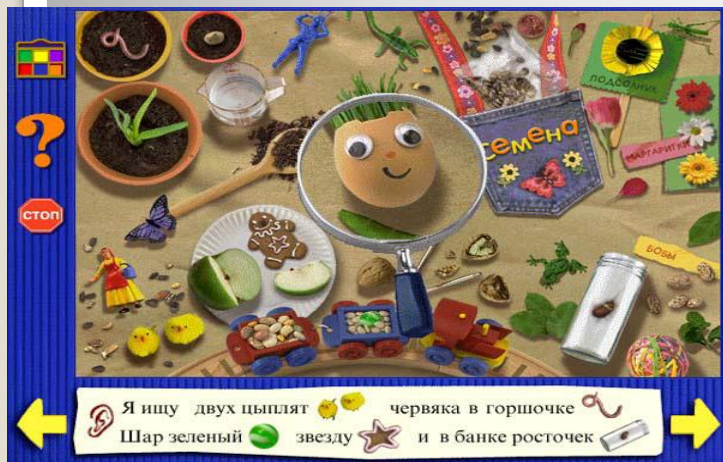 ПОДСОЛНУХ
семена
МАРГАРИТКИ
СТОП
БОБЫ
Я ищу двух цыплят червяка в горшочке
Шар зеленый звезду и в банке росточек